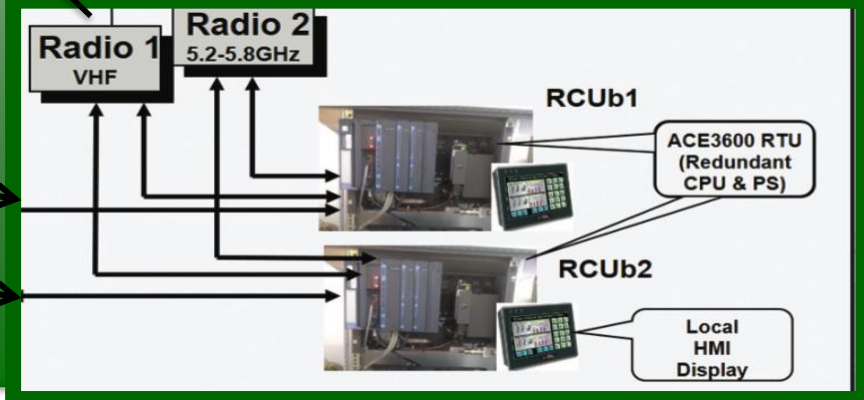 Radio 1
VHF
Radio 2
5.2-5.8GHz
RCUb1
ACE3600 RTU
(Redundant
CPU & PS)
RCUb2
Local
HMI
Display